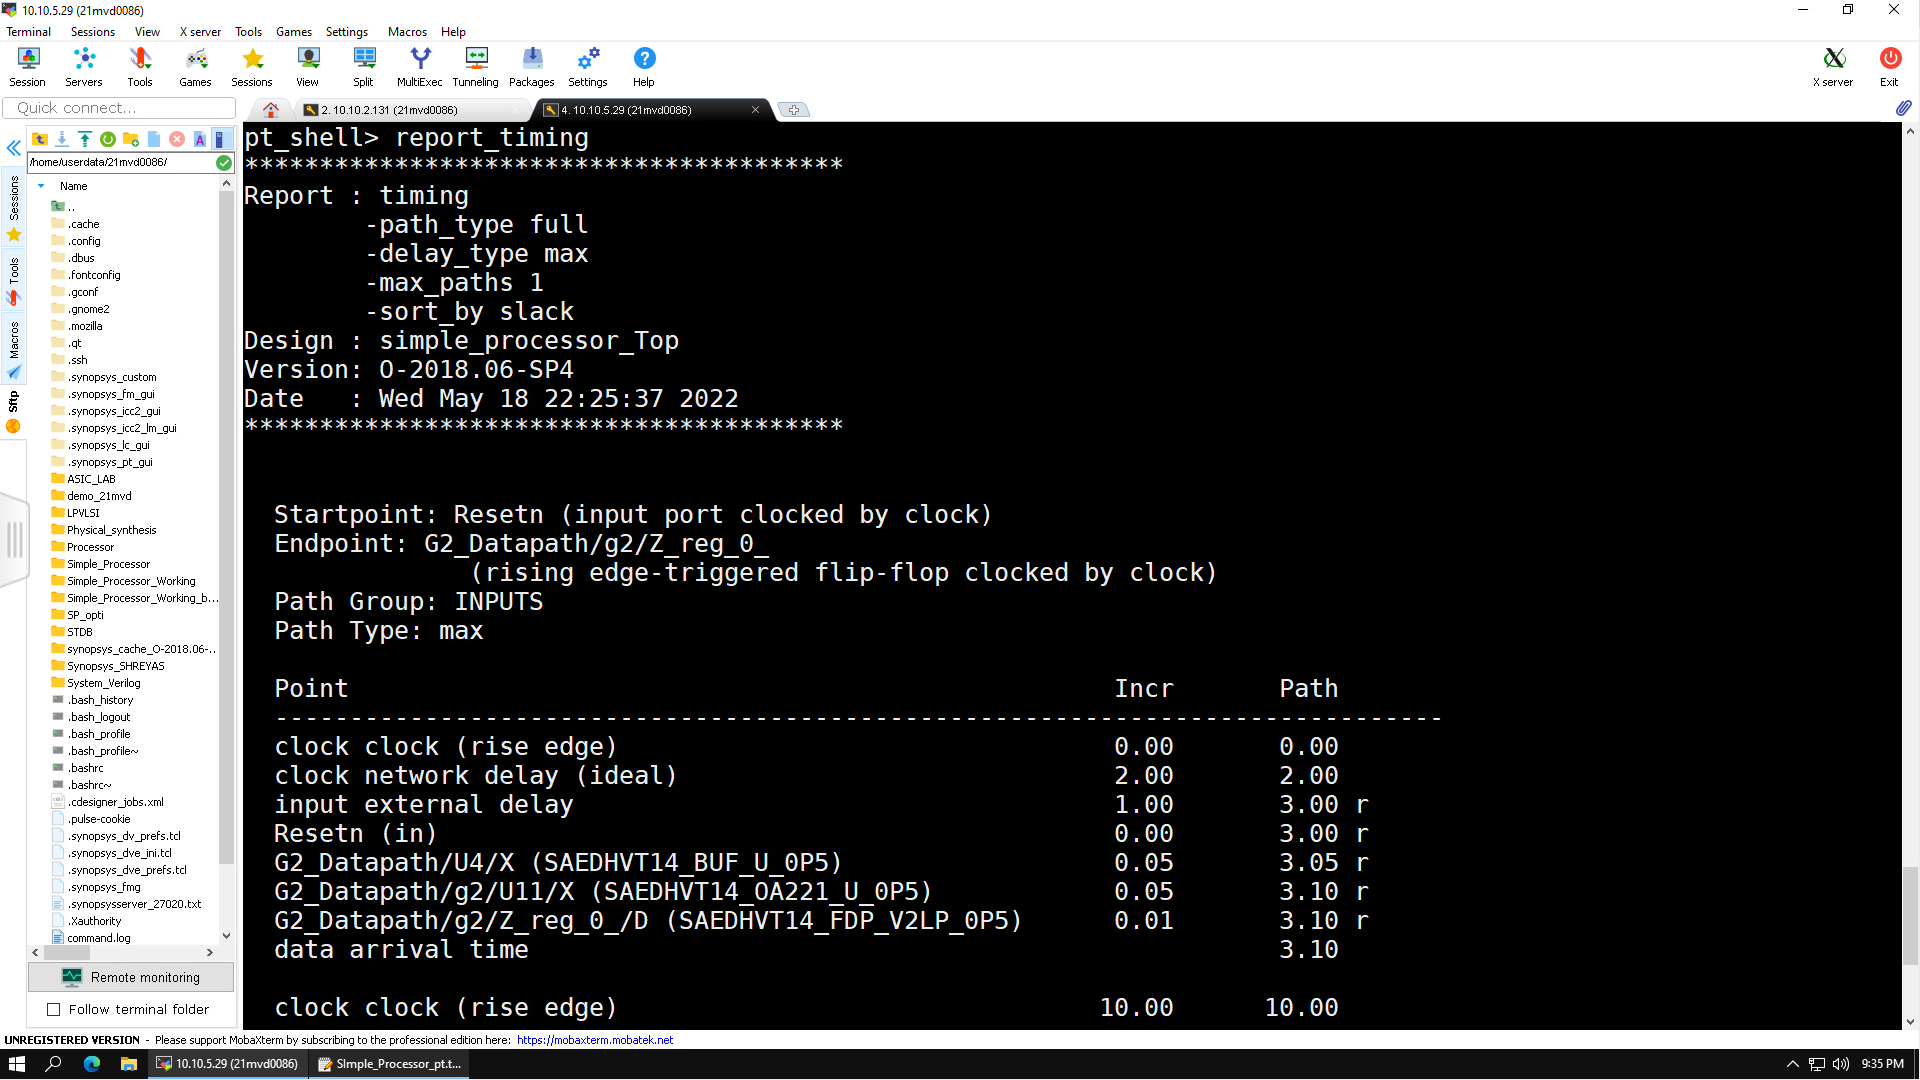 10.10.5.29 (21mvd0086)
Terminal Sessions View X server Tools Games Settings Macros Help
Session Servers Tools Games Sessions View Split MultiExec Tunneling Packages Settings Help X server Exit
Quick connect...
2. 10.10.2.131 (21mvd0086)
4. 10.10.5.29 (21mvd0086)
/home/userdata/21mvd0086/
Sessions
Tools
Macros
Sftp
Name
..
.cache
.config
.dbus
.fontconfig
.gconf
.gnome2
.mozilla
.qt
.ssh
.synopsys_custom
.synopsys_fm_gui
.synopsys_icc2_gui
.synopsys_icc2_lm_gui
.synopsys_lc_gui
.synopsys_pt_gui
ASIC_LAB
demo_21mvd
LPVLSI
Physical_synthesis
Processor
Simple_Processor
Simple_Processor_Working
Simple_Processor_Working_b...
SP_opti
STDB
synopsys_cache_O-2018.06-..
Synopsys_SHREYAS
System_Verilog
.bash_history
.bash_logout
.bash_profile
.bash_profile~
.bashrc
.bashrc~
.cdesigner_jobs.xml
.pulse-cookie
.synopsys_dv_prefs.tcl
.synopsys_dve_ini.tcl
.synopsys_dve_prefs.tcl
.synopsys_fmg
.synopsysserver_27020.txt
.Xauthority
command.log
Remote monitoring
Follow terminal folder
pt_shell> report_timing
****************************************
Report : timing
-path_type full
-delay_type max
-max_paths 1
-sort_by slack
Design : simple_processor_Top
Version: O-2018.06-SP4
Date   : Wed May 18 22:25:37 2022
****************************************
Startpoint: Resetn (input port clocked by clock)
Endpoint: G2_Datapath/g2/Z_reg_0_
(rising edge-triggered flip-flop clocked by clock)
Path Group: INPUTS
Path Type: max
Point Incr Path
------------------------------------------------------------------------------
clock clock (rise edge) 0.00 0.00
clock network delay (ideal) 2.00 2.00
input external delay 1.00 3.00 r
Resetn (in) 0.00 3.00 r
G2_Datapath/U4/X (SAEDHVT14_BUF_U_0P5) 0.05 3.05 r
G2_Datapath/g2/U11/X (SAEDHVT14_OA221_U_0P5) 0.05 3.10 r
G2_Datapath/g2/Z_reg_0_/D (SAEDHVT14_FDP_V2LP_0P5) 0.01 3.10 r
data arrival time 3.10
clock clock (rise edge) 10.00 10.00
UNREGISTERED VERSION - Please support MobaXterm by subscribing to the professional edition here: https://mobaxterm.mobatek.net
10.10.5.29 (21mvd0086)
SImple_Processor_pt.t...
9:35 PM